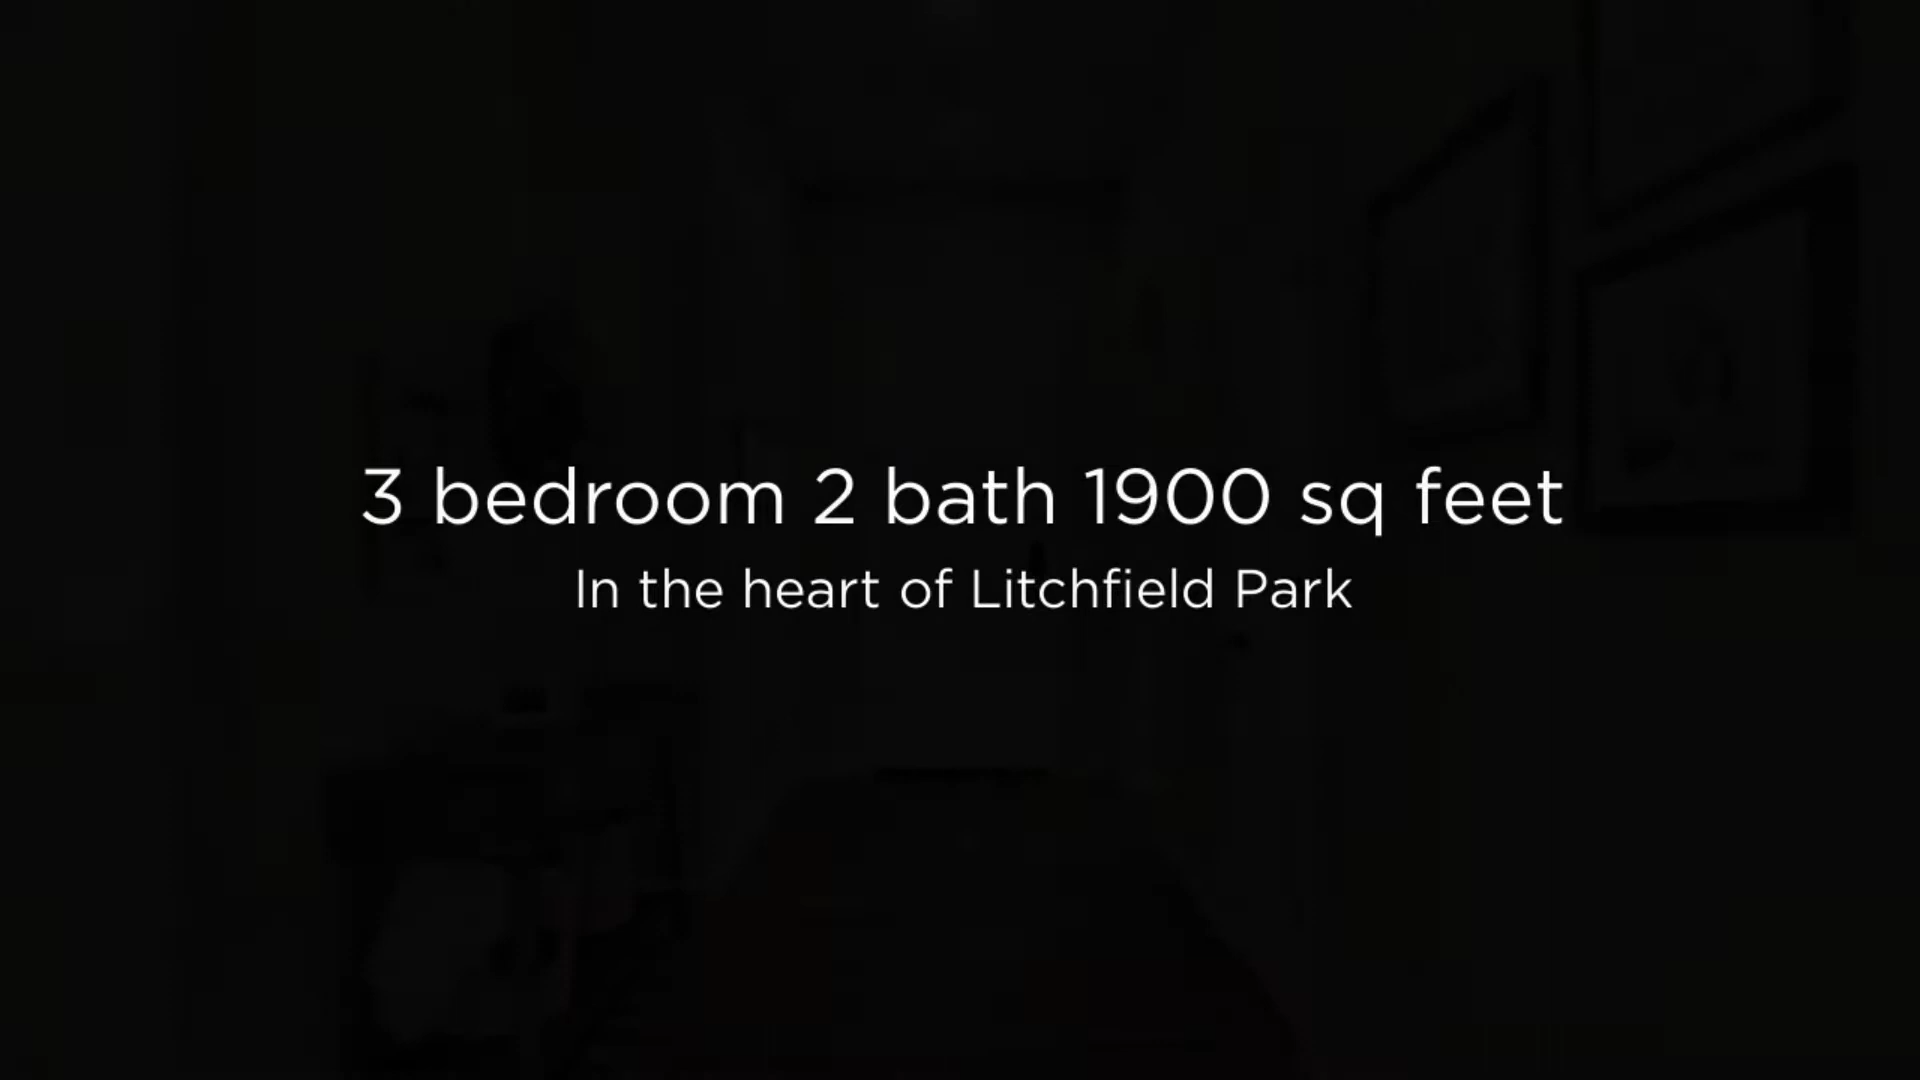 3 bedroom 2 bath 1900 sq feet
In the heart of Litchfield Park